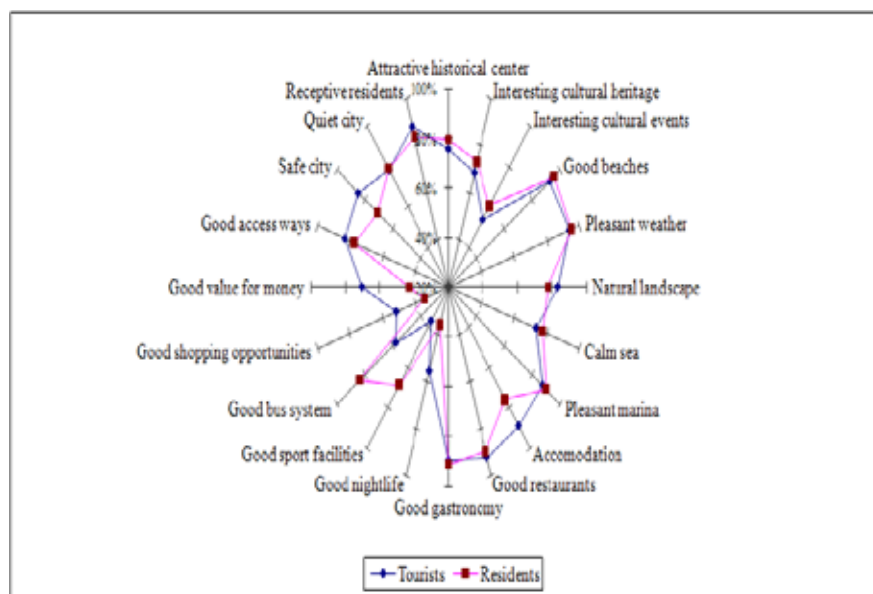 Attractive historical center
100%
Receptive residents
Interesting cultural heritage
Quiet city
Interesting cultural events
80%
Safe city
Good beaches
60%
Good access ways
Pleasant weather
40%
Good value for money
20%
Natural landscape
Good shopping opportunities
Calm sea
Good bus system
Pleasant marina
Good sport facilities
Accomodation
Good nightlife
Good restaurants
Good gastronomy
Tourists
Residents